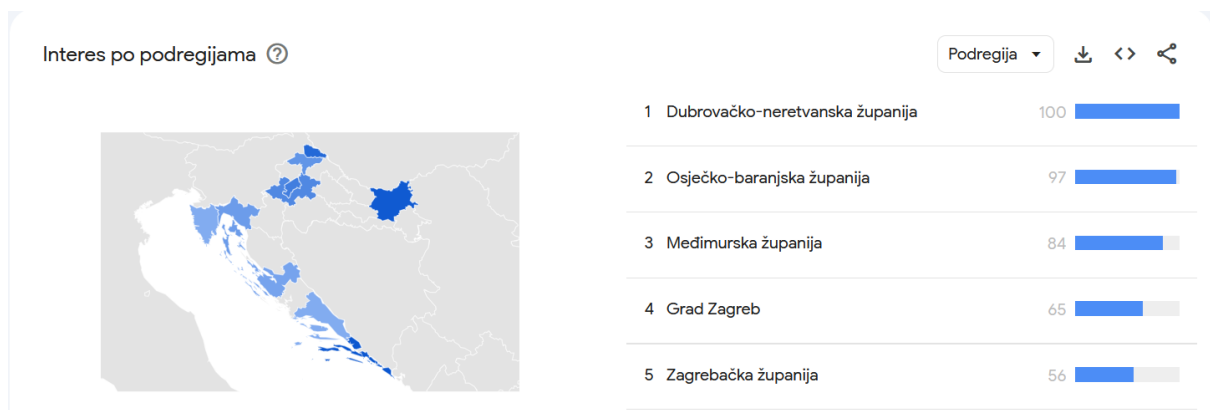 Interes po podregijama
Podregija
1 Dubrovačko-neretvanska županija 100
2 Osječko-baranjska županija 97
3 Međimurska županija 84
4 Grad Zagreb 65
5 Zagrebačka županija 56